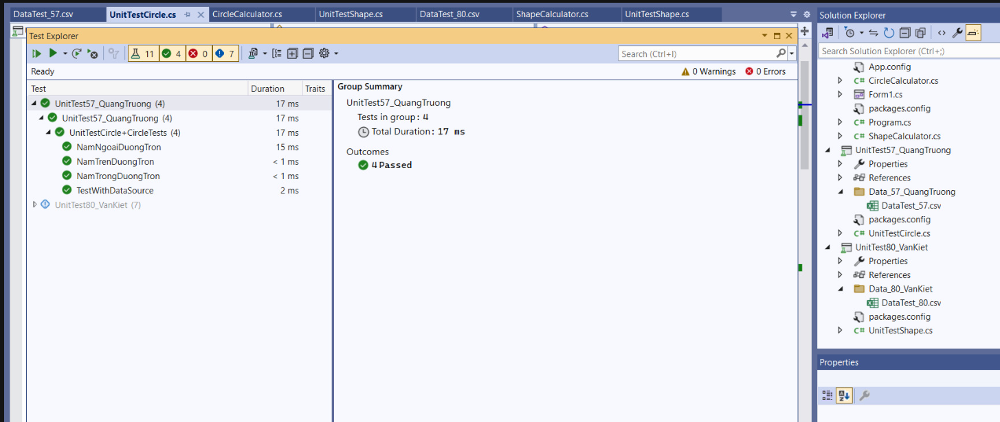 DataTest_57.csv UnitTestCircle.cs CircleCalculator.cs UnitTestShape.cs DataTest_80.csv ShapeCalculator.cs UnitTestShape.cs
Test Explorer
11 4 0 7 Search (Ctrl+I)
Ready 0 Warnings 0 Errors
Test Duration Traits
UnitTest57_QuangTruong (4) 17 ms
UnitTest57_QuangTruong (4) 17 ms
UnitTestCircle+CircleTests (4) 17 ms
NamNgoaiDuongTron 15 ms
NamTrenDuongTron < 1 ms
NamTrongDuongTron < 1 ms
TestWithDataSource 2 ms
UnitTest80_VanKiet (7)
Group Summary
UnitTest57_QuangTruong
Tests in group: 4
Total Duration: 17 ms
Outcomes
4 Passed
Solution Explorer
Search Solution Explorer (Ctrl+;)
App.config
C# CircleCalculator.cs
Form1.cs
packages.config
C# Program.cs
C# ShapeCalculator.cs
UnitTest57_QuangTruong
Properties
References
Data_57_QuangTruong
DataTest_57.csv
packages.config
C# UnitTestCircle.cs
UnitTest80_VanKiet
Properties
References
Data_80_VanKiet
DataTest_80.csv
packages.config
C# UnitTestShape.cs
Properties